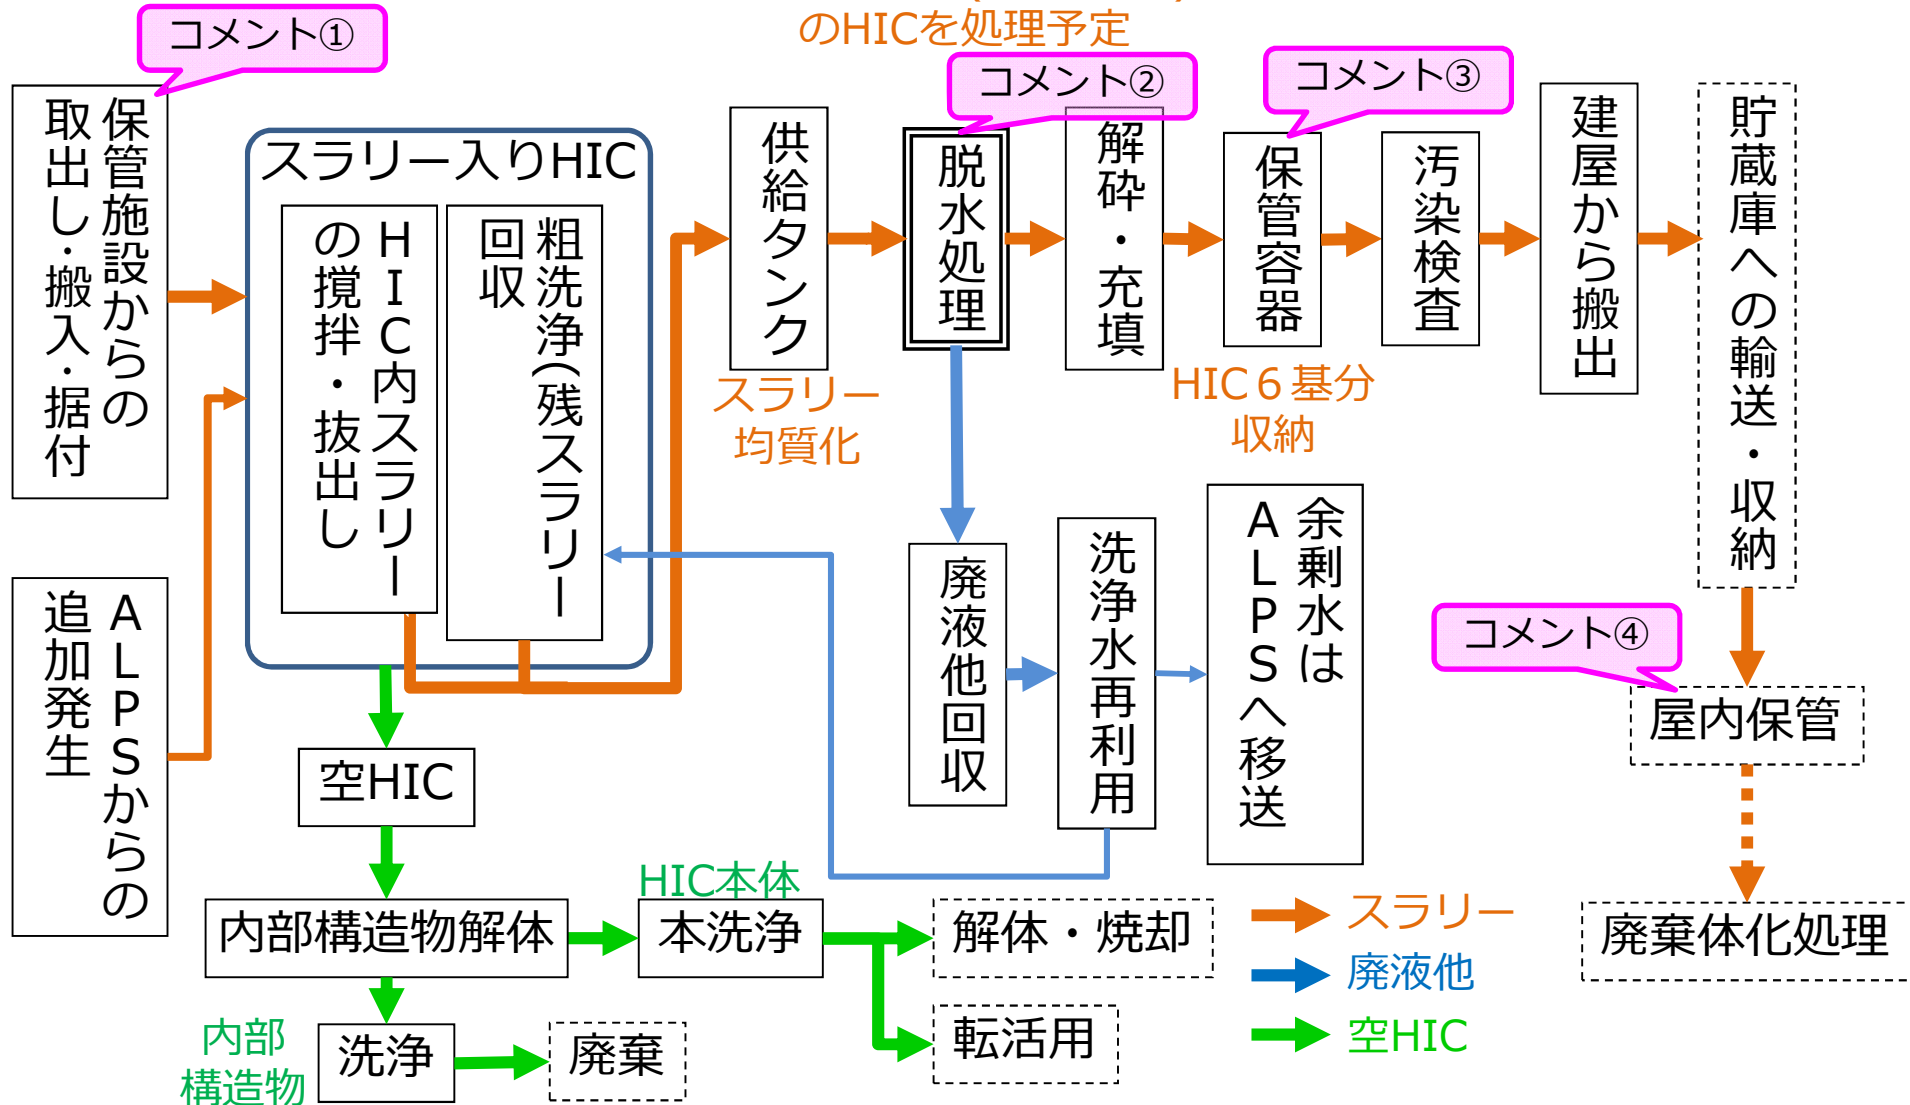 のHICを処理予定
コメント①
コメント②
コメント③
保管施設からの
取出し・搬入・据付
スラリー入りHIC
HIC内スラリー
の撹拌・抜出し
粗洗浄(残スラリー
回収
供給タンク
スラリー
均質化
脱水処理
解砕・充填
保管容器
HIC６基分
収納
汚染検査
建屋から搬出
貯蔵庫への輸送・収納
ALPSからの
追加発生
廃液他回収
洗浄水再利用
余剰水は
ALPSへ移送
コメント④
屋内保管
廃棄体化処理
空HIC
内部構造物解体
HIC本体
本洗浄
解体・焼却
転活用
内部
構造物
洗浄
廃棄
スラリー
廃液他
空HIC